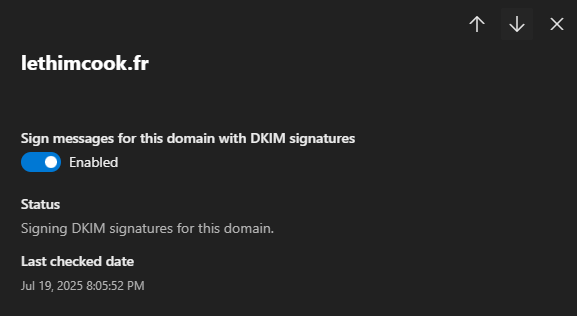 lethimcook.fr
Sign messages for this domain with DKIM signatures
Enabled
Status
Signing DKIM signatures for this domain.
Last checked date
Jul 19, 2025 8:05:52 PM